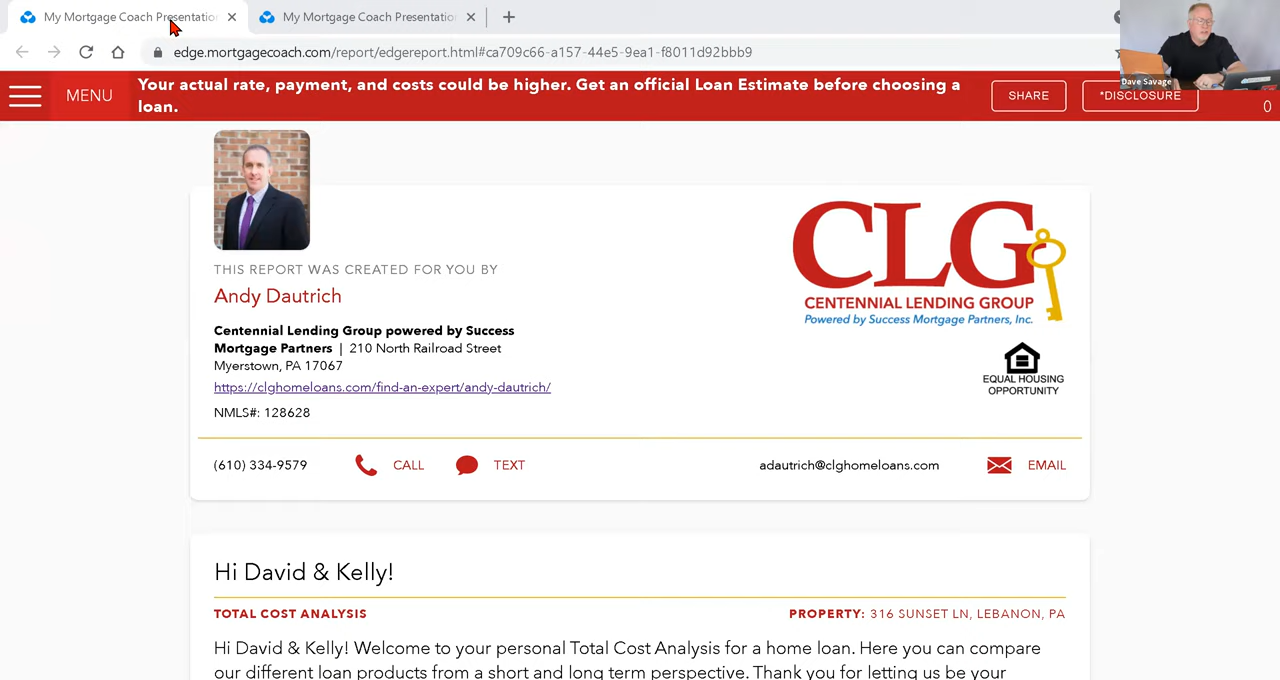 My Mortgage Coach Presentation
My Mortgage Coach Presentation
edge.mortgagecoach.com/report/edgereport.html#ca709c66-a157-44e5-9ea1-f8011d92bbb9
MENU
Your actual rate, payment, and costs could be higher. Get an official Loan Estimate before choosing a
loan.
SHARE
*DISCLOSURE
0
Dave Savage
THIS REPORT WAS CREATED FOR YOU BY
Andy Dautrich
Centennial Lending Group powered by Success
Mortgage Partners | 210 North Railroad Street
Myerstown, PA 17067
https://clghomeloans.com/find-an-expert/andy-dautrich/
NMLS#: 128628
CLG
CENTENNIAL LENDING GROUP
Powered by Success Mortgage Partners, Inc.
EQUAL HOUSING
OPPORTUNITY
(610) 334-9579
CALL
TEXT
adautrich@clghomeloans.com
EMAIL
Hi David & Kelly!
TOTAL COST ANALYSIS
PROPERTY: 316 SUNSET LN, LEBANON, PA
Hi David & Kelly! Welcome to your personal Total Cost Analysis for a home loan. Here you can compare
our different loan products from a short and long term perspective. Thank you for letting us be your